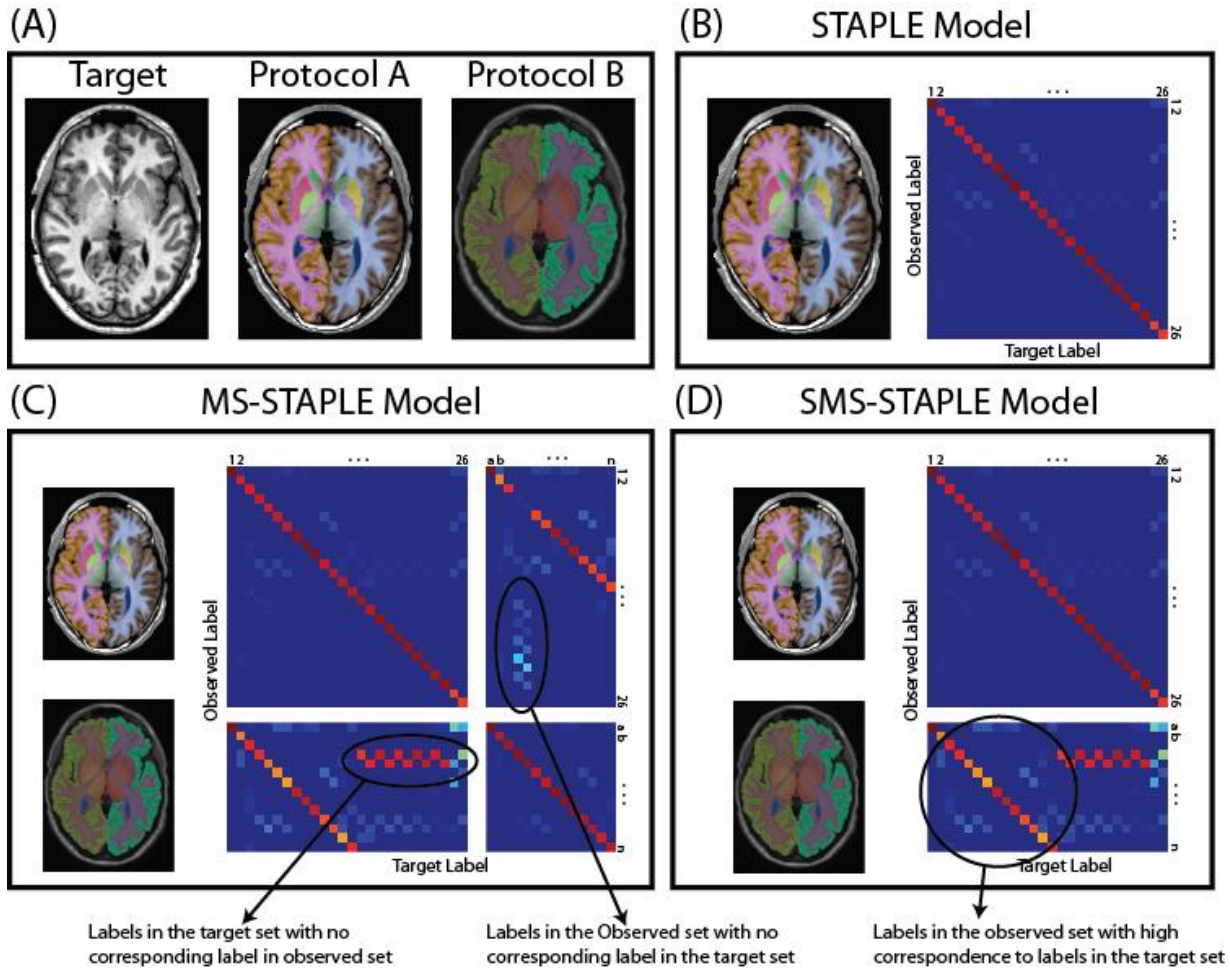 (A)
Target Protocol A Protocol B
(B) STAPLE Model
1 2 ... 26
Observed Label
1 2
...
26
Target Label
(C) MS-STAPLE Model
1 2 ... 26
a b ... n
Observed Label
1 2
...
26
a b
...
n
Target Label
Labels in the target set with no
corresponding label in observed set
Labels in the Observed set with no
corresponding label in the target set
(D) SMS-STAPLE Model
1 2 ... 26
Observed Label
1 2
...
26
a b
...
n
Target Label
Labels in the observed set with high
correspondence to labels in the target set